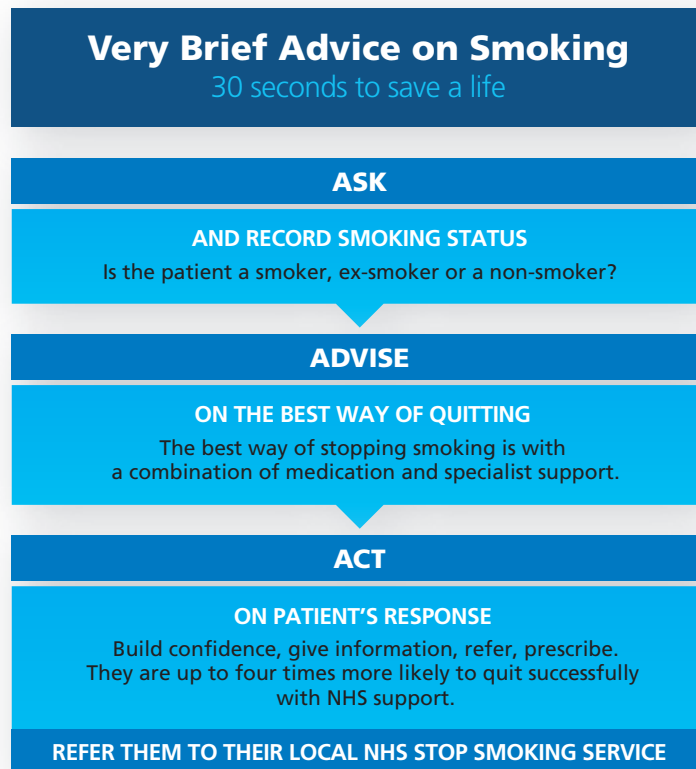 Very Brief Advice on Smoking
30 seconds to save a life
ASK
AND RECORD SMOKING STATUS
Is the patient a smoker, ex-smoker or a non-smoker?
ADVISE
ON THE BEST WAY OF QUITTING
The best way of stopping smoking is with
a combination of medication and specialist support.
ACT
ON PATIENT’S RESPONSE
Build confidence, give information, refer, prescribe.
They are up to four times more likely to quit successfully
with NHS support.
REFER THEM TO THEIR LOCAL NHS STOP SMOKING SERVICE